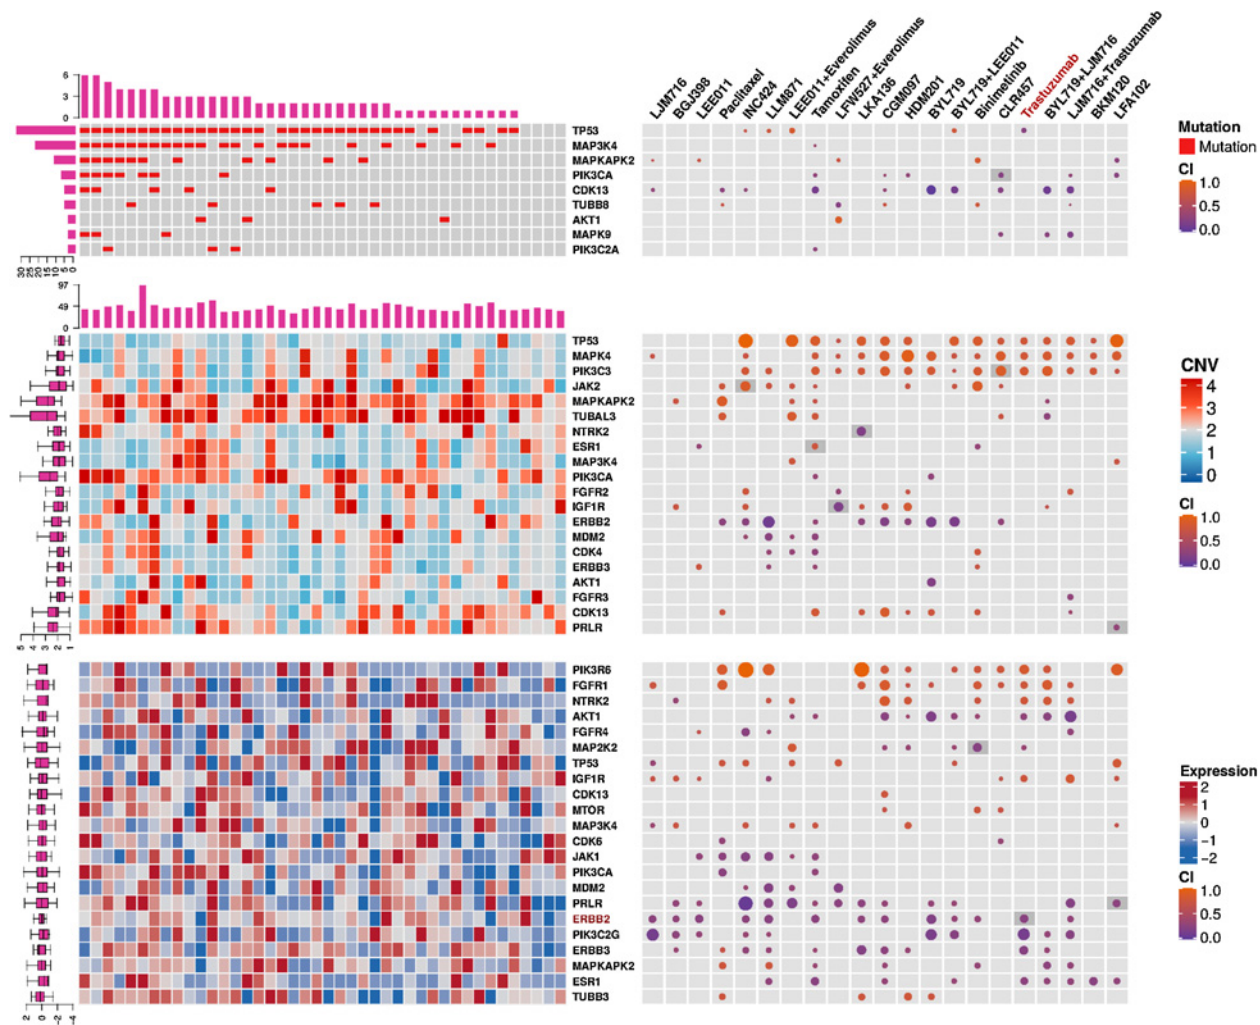 LJM716
BGJ398
LEE011
Paclitaxel
INC424
LLM871
LEE011+Everolimus
Tamoxifen
LFW527+Everolimus
LKA136
CGM097
HDM201
BYL719
BYL719+LEE011
Binimetinib
CLR457
Trastuzumab
BYL719+LJM716
LJM716+Trastuzumab
BKM120
LFA102
6
3
0
TP53
MAP3K4
MAPKAPK2
PIK3CA
CDK13
TUBB8
AKT1
MAPK9
PIK3C2A
30
25
20
15
10
5
0
Mutation
Mutation
CI
1.0
0.5
0.0
97
49
0
TP53
MAPK4
PIK3C3
JAK2
MAPKAPK2
TUBAL3
NTRK2
ESR1
MAP3K4
PIK3CA
FGFR2
IGF1R
ERBB2
MDM2
CDK4
ERBB3
AKT1
FGFR3
CDK13
PRLR
5
4
3
2
1
CNV
4
3
2
1
0
CI
1.0
0.5
0.0
PIK3R6
FGFR1
NTRK2
AKT1
FGFR4
MAP2K2
TP53
IGF1R
CDK13
MTOR
MAP3K4
CDK6
JAK1
PIK3CA
MDM2
PRLR
ERBB2
PIK3C2G
ERBB3
MAPKAPK2
ESR1
TUBB3
2
0
-2
-4
Expression
2
1
0
-1
-2
CI
1.0
0.5
0.0